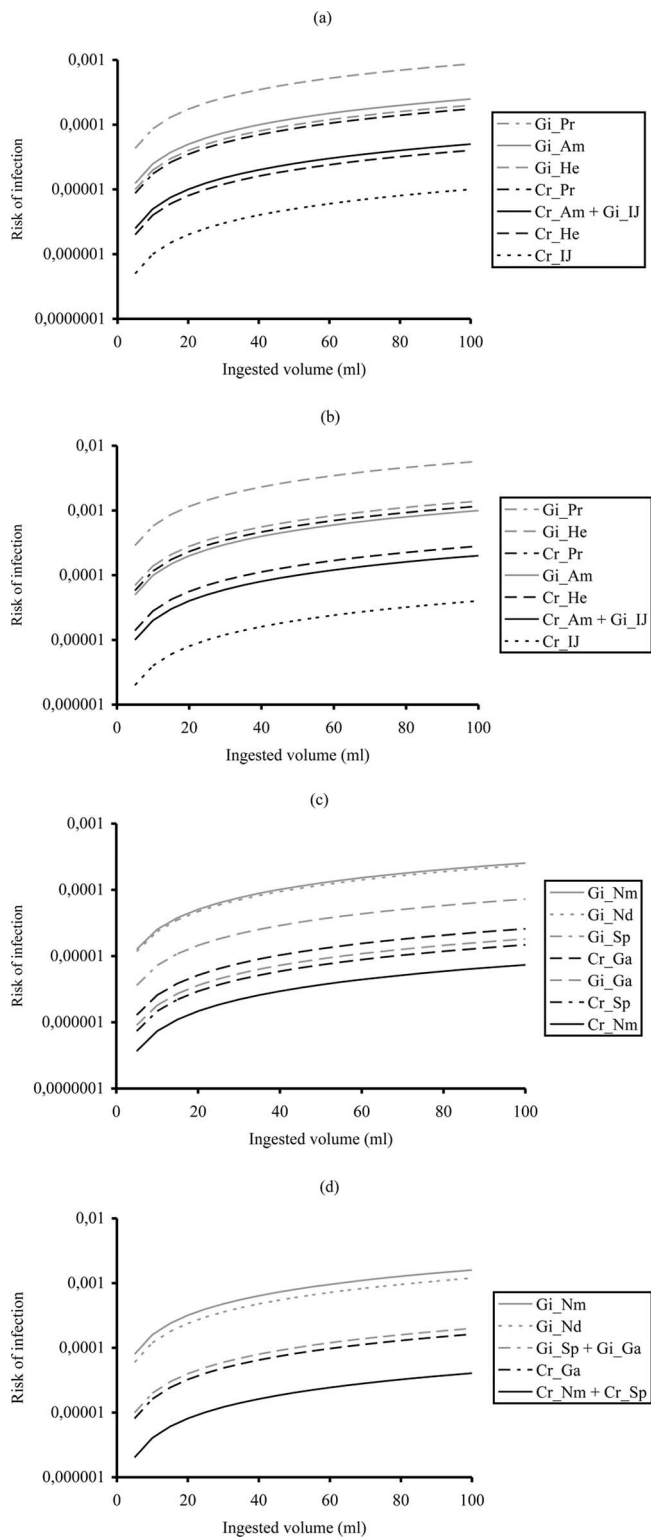 (a)
0,001
0,0001
0,00001
0,000001
0,0000001
Risk of infection
0 20 40 60 80 100
Ingested volume (ml)
Gi_Pr
Gi_Am
Gi_He
Cr_Pr
Cr_Am + Gi_IJ
Cr_He
Cr_IJ
(b)
0,01
0,001
0,0001
0,00001
0,000001
Risk of infection
0 20 40 60 80 100
Ingested volume (ml)
Gi_Pr
Gi_He
Cr_Pr
Gi_Am
Cr_He
Cr_Am + Gi_IJ
Cr_IJ
(c)
0,001
0,0001
0,00001
0,000001
0,0000001
Risk of infection
0 20 40 60 80 100
Ingested volume (ml)
Gi_Nm
Gi_Nd
Gi_Sp
Cr_Ga
Gi_Ga
Cr_Sp
Cr_Nm
(d)
0,01
0,001
0,0001
0,00001
0,000001
Risk of infection
0 20 40 60 80 100
Ingested volume (ml)
Gi_Nm
Gi_Nd
Gi_Sp + Gi_Ga
Cr_Ga
Cr_Nm + Cr_Sp